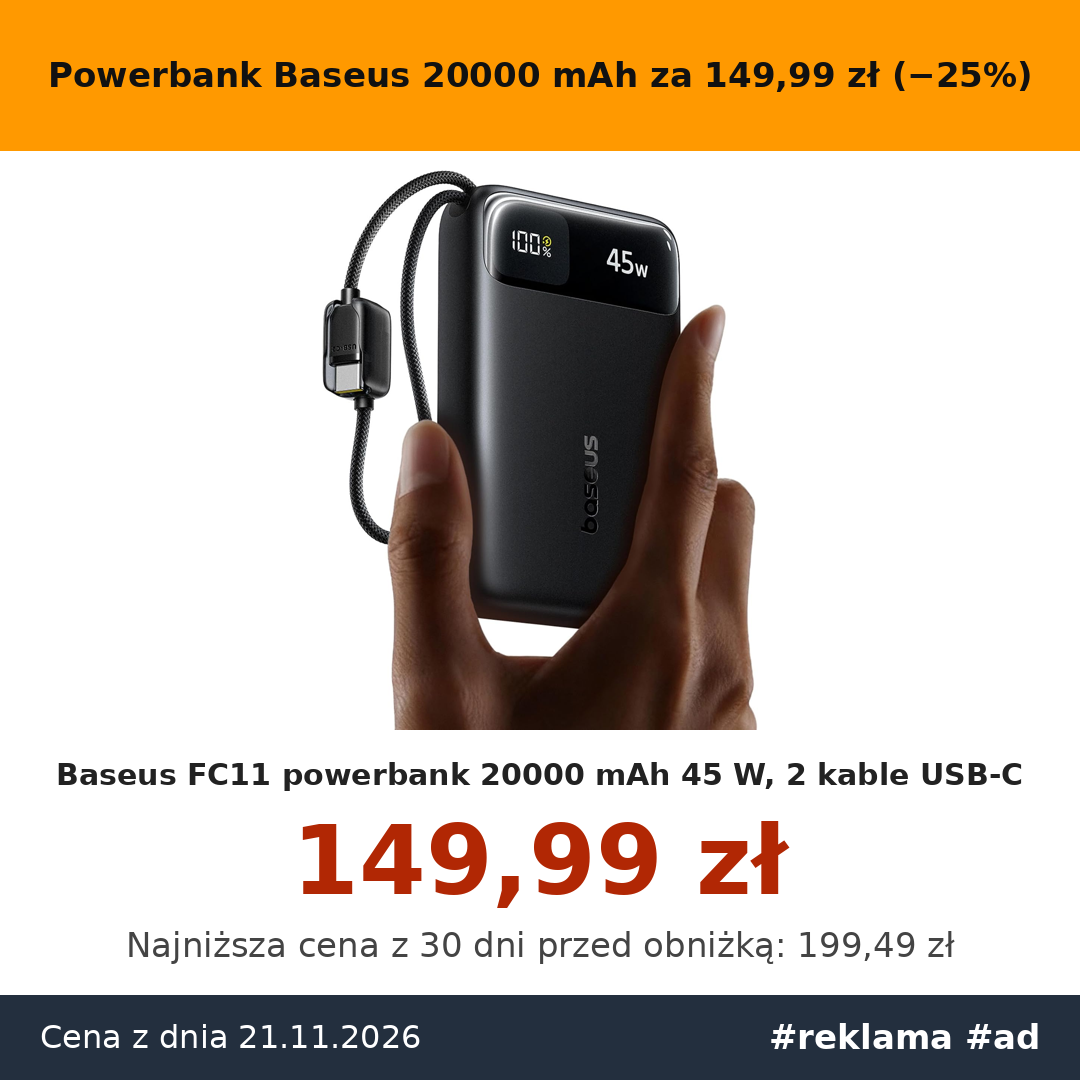 Powerbank Baseus 20000 mAh za 149,99 zł (−25%)
100%
45w
baseus
Baseus FC11 powerbank 20000 mAh 45 W, 2 kable USB-C
149,99 zł
Najniższa cena z 30 dni przed obniżką: 199,49 zł
Cena z dnia 21.11.2026
#reklama #ad